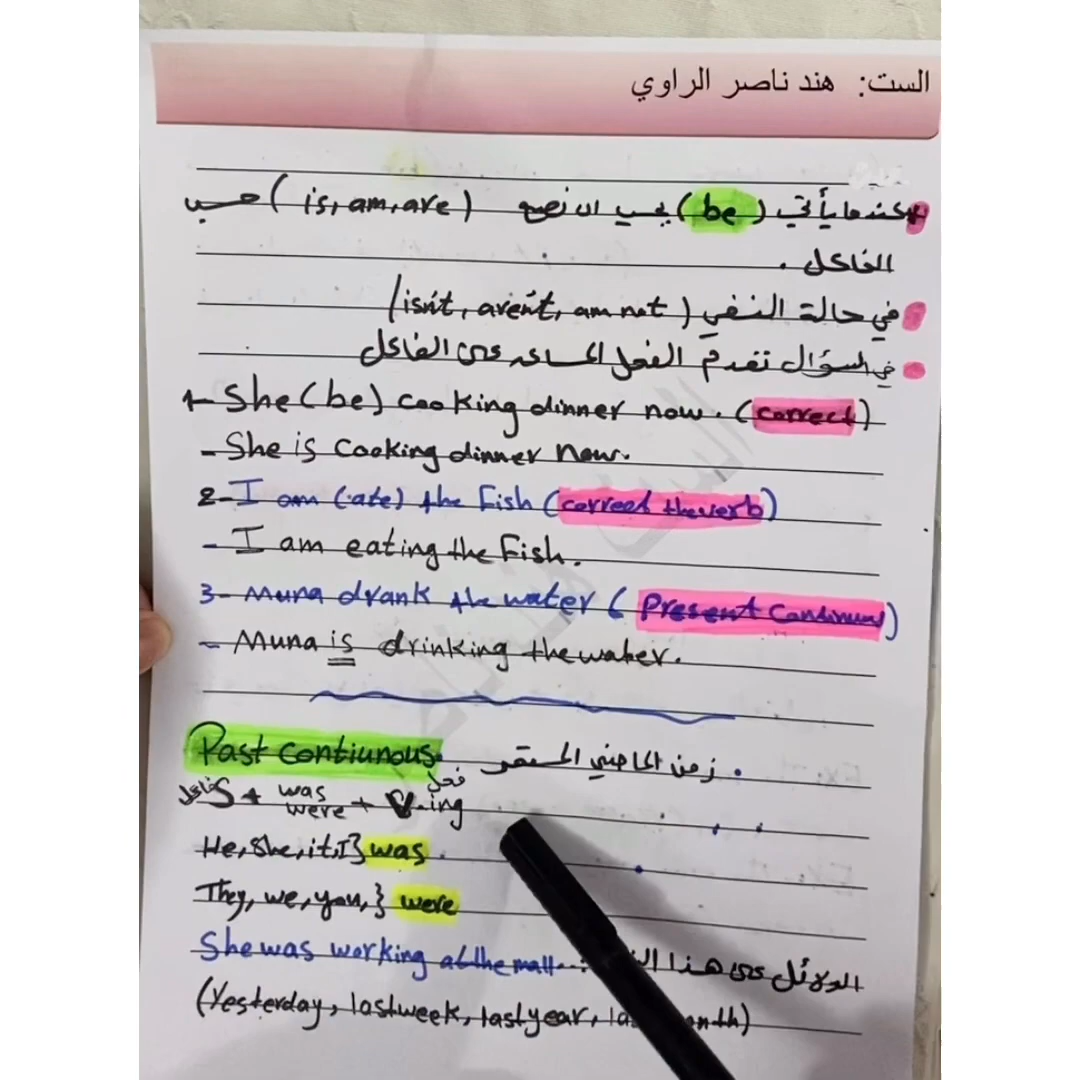 الست: هند ناصر الراوي
عندما يأتي (be) يجب ان نضع (is, am, are) حسب
الفاعل.
في حالة النفي (isn't, aren't, am not)
في السؤال نقدم الفعل المساعد على الفاعل
1- She (be) cooking dinner now. (correct)
- She is cooking dinner now.
2- I am (ate) the fish (correct the verb)
- I am eating the fish.
3- Muna drank the water (Present Continuous)
- Muna is drinking the water.
Past contiunous. زمن الماضي المستمر
فاعل S + was were + V-ing فعل
He, she, it, I} was.
They, we, you,} were
She was working at the mall. الدلائل على هذا
(Yesterday, last week, last year,